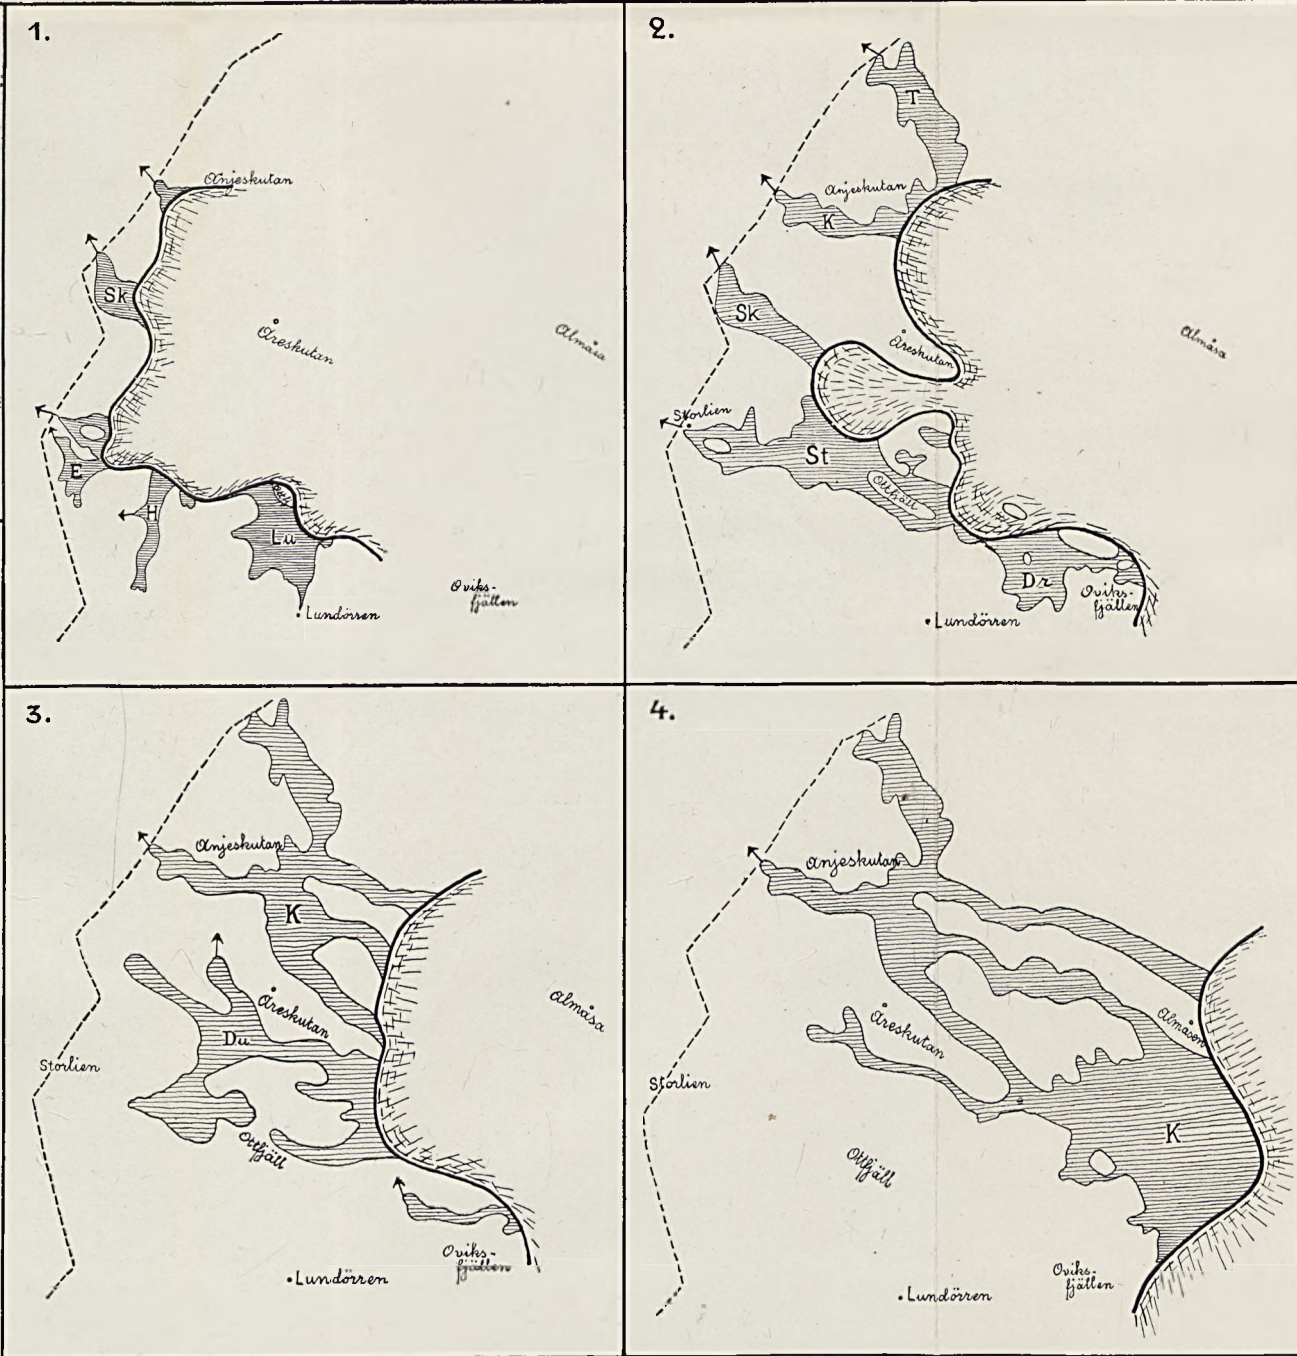 1.
Anjeskutan
Sk
Åreskutan
Almåsa
E
H
Lu
Oviks-
fjällen
Lundörren
2.
T
Anjeskutan
K
Sk
Åreskutan
Almåsa
Storlien
St
Ottfjäll
Dr
Oviks-
fjällen
Lundörren
3.
Anjeskutan
K
Åreskutan
Almåsa
Du
Storlien
Ottfjäll
Oviks-
fjällen
Lundörren
4.
Anjeskutan
Almåsen
Åreskutan
Storlien
K
Ottfjäll
Oviks-
fjällen
Lundörren